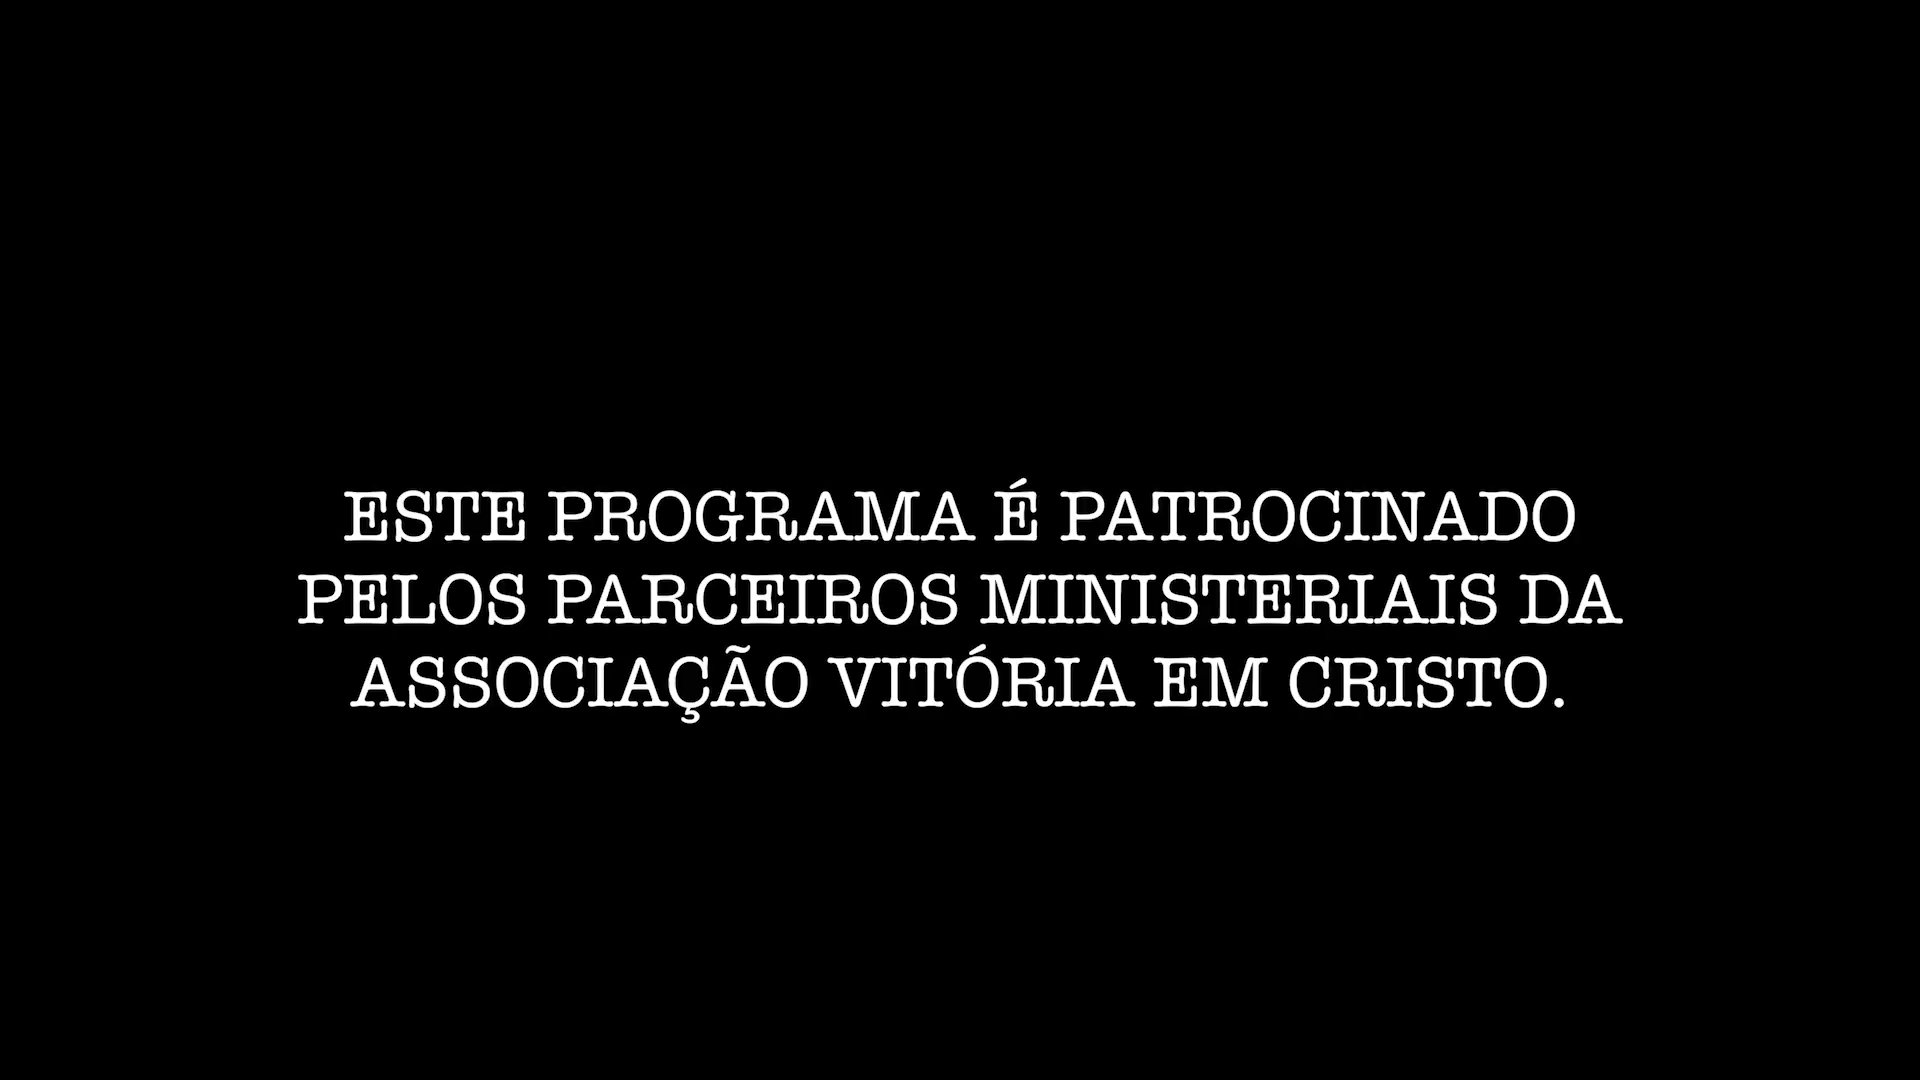 ESTE PROGRAMA É PATROCINADO
PELOS PARCEIROS MINISTERIAIS DA
ASSOCIAÇÃO VITÓRIA EM CRISTO.